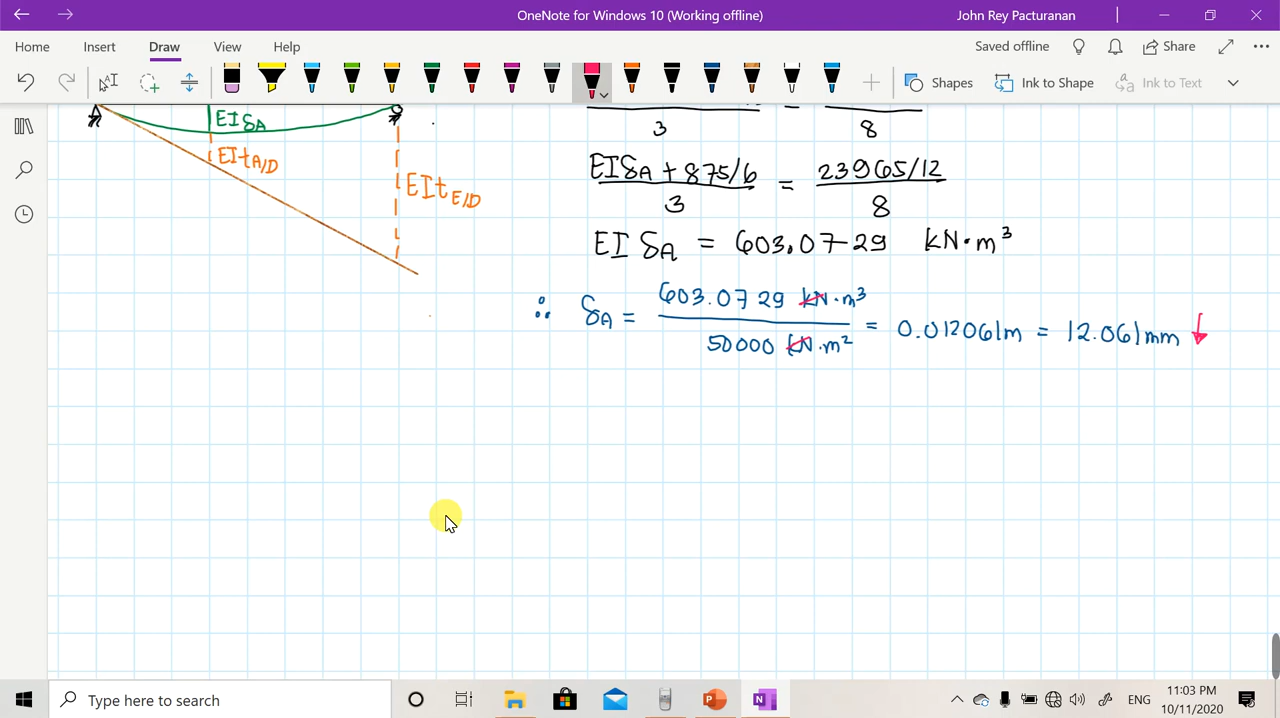 OneNote for Windows 10 (Working offline)
John Rey Pacturanan
Home Insert Draw View Help
Saved offline
Share
Shapes
Ink to Shape
Ink to Text
EIδA
EItA/D
EItE/D
3 = 8
EIδA + 875/6 = 23965/12
3 8
EI δA = 603.0729 kN·m³
∴ δA = 603.0729 kN·m³ = 0.012061m = 12.061mm ↓
50000 kN·m²
Type here to search
ENG
11:03 PM
10/11/2020